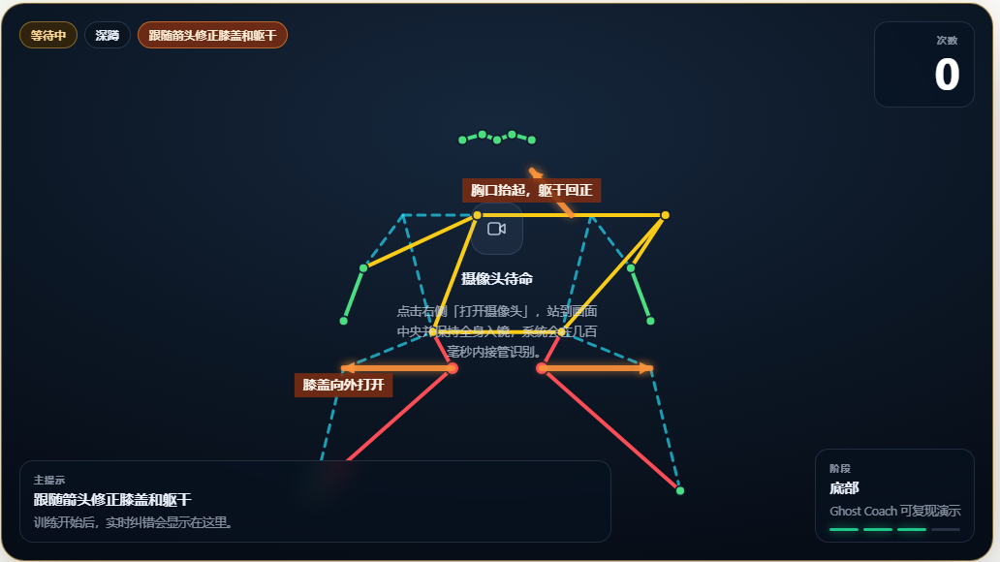 等待中
深蹲
跟随箭头修正膝盖和躯干
次数
0
胸口抬起，躯干回正
摄像头待命
点击右侧「打开摄像头」，站到画面
中央并保持全身入镜，系统会在几百
毫秒内接管识别。
膝盖向外打开
主提示
跟随箭头修正膝盖和躯干
训练开始后，实时纠错会显示在这里。
阶段
底部
Ghost Coach 可复现演示